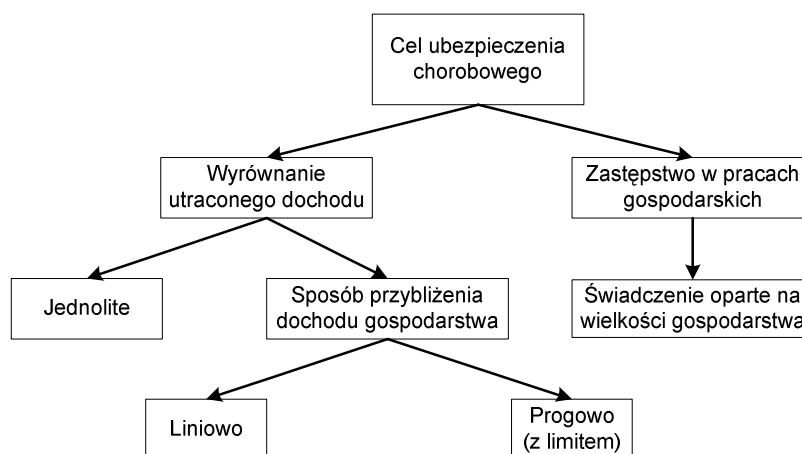 Cel ubezpieczenia
chorobowego
Wyrównanie
utraconego dochodu
Zastępstwo w pracach
gospodarskich
Jednolite
Sposób przybliżenia
dochodu gospodarstwa
Świadczenie oparte na
wielkości gospodarstwa
Liniowo
Progowo
(z limitem)